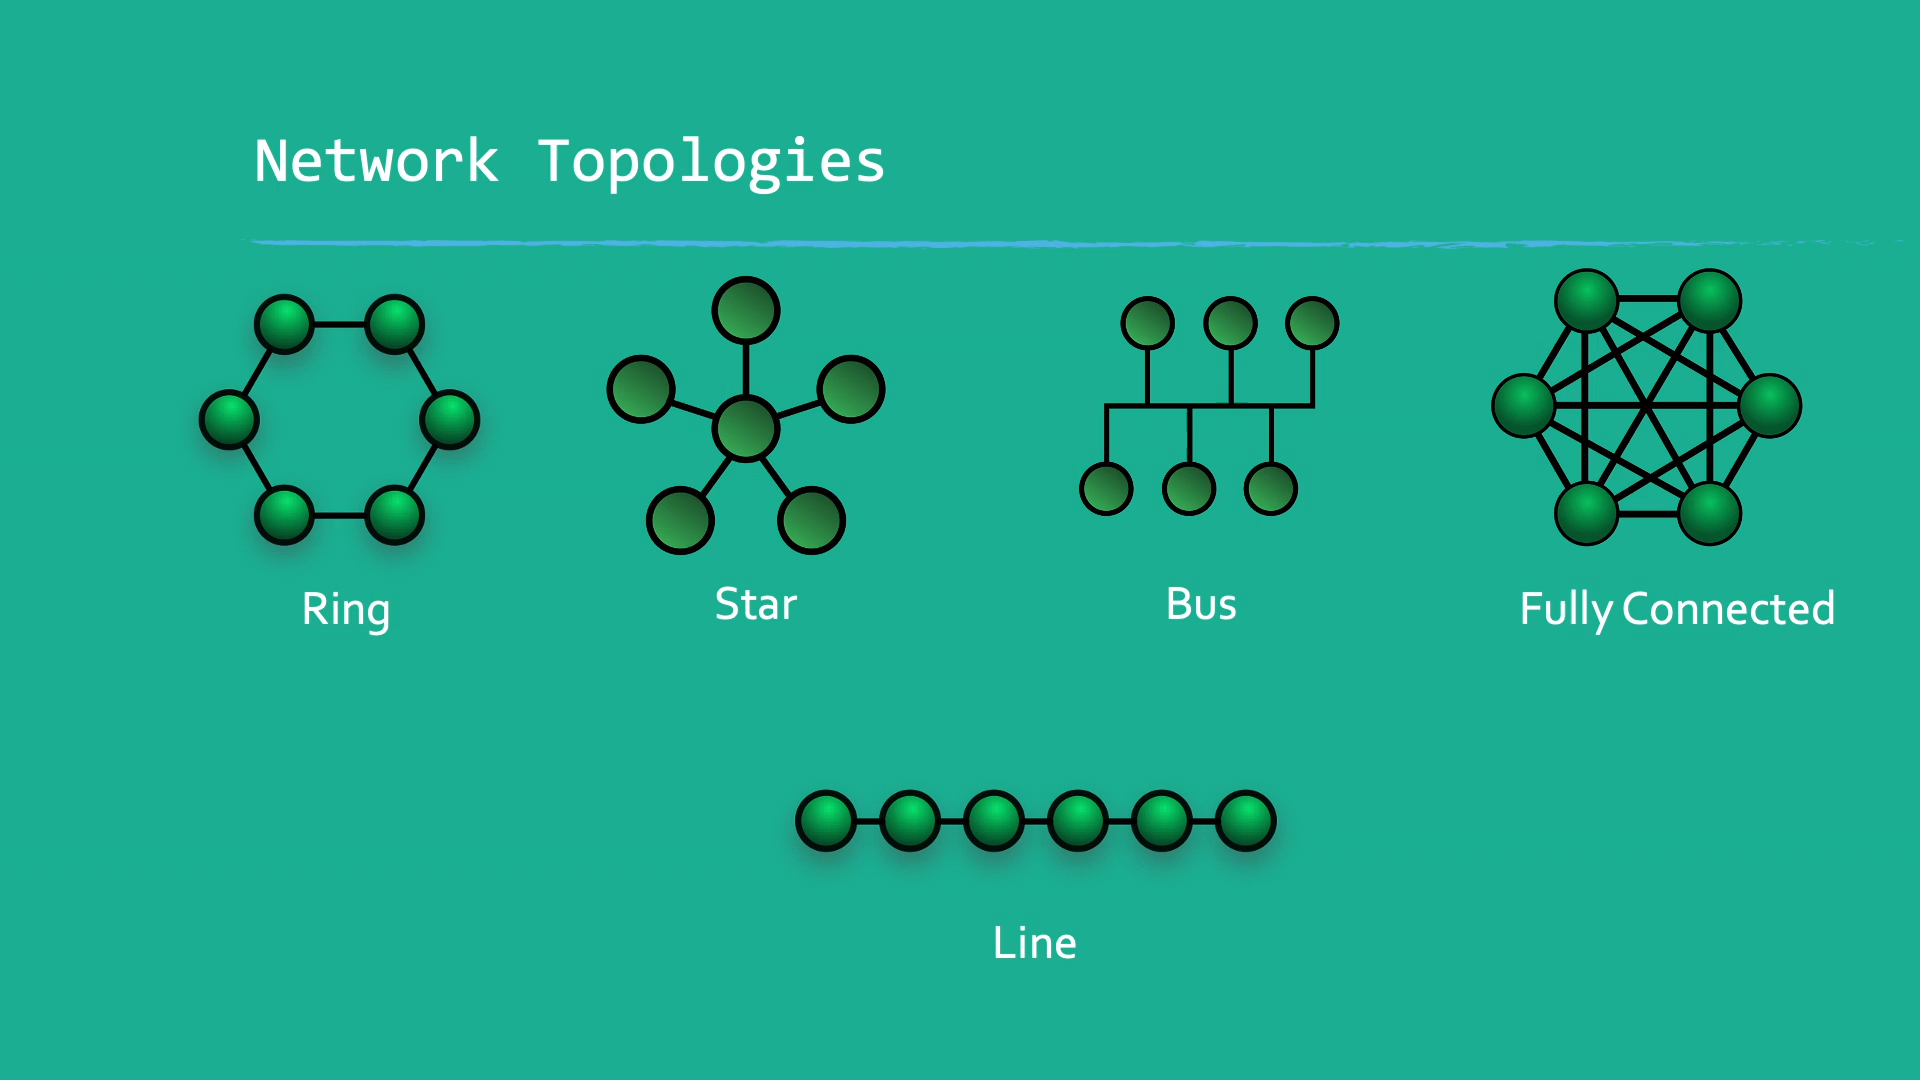 Network Topologies
Ring
Star
Bus
Fully Connected
Line